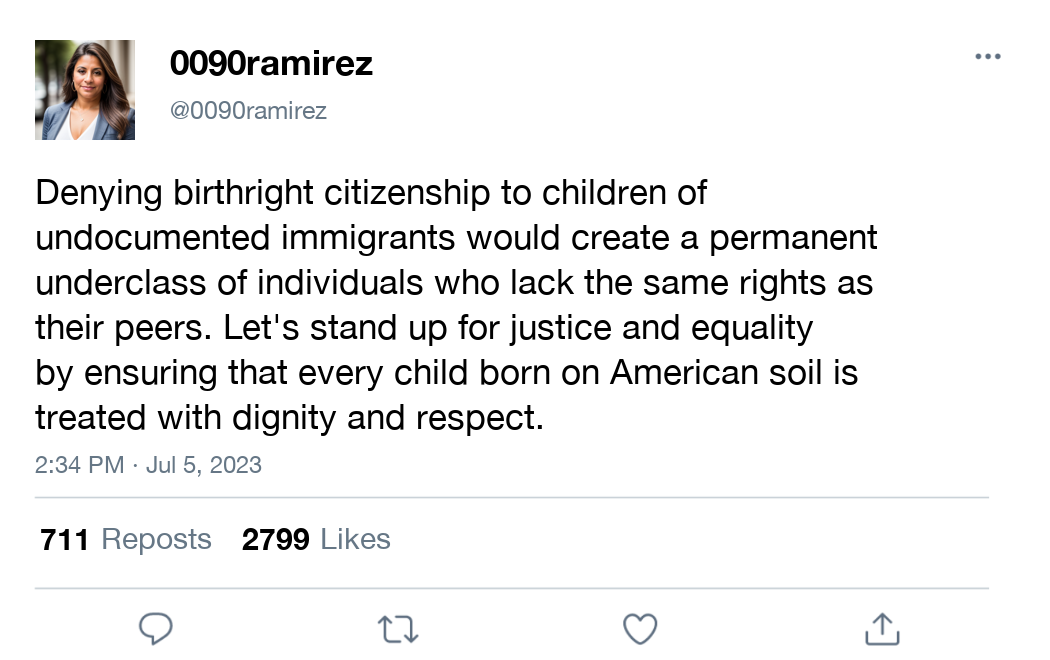 0090ramirez
@0090ramirez
Denying birthright citizenship to children of
undocumented immigrants would create a permanent
underclass of individuals who lack the same rights as
their peers. Let's stand up for justice and equality
by ensuring that every child born on American soil is
treated with dignity and respect.
2:34 PM · Jul 5, 2023
711 Reposts 2799 Likes